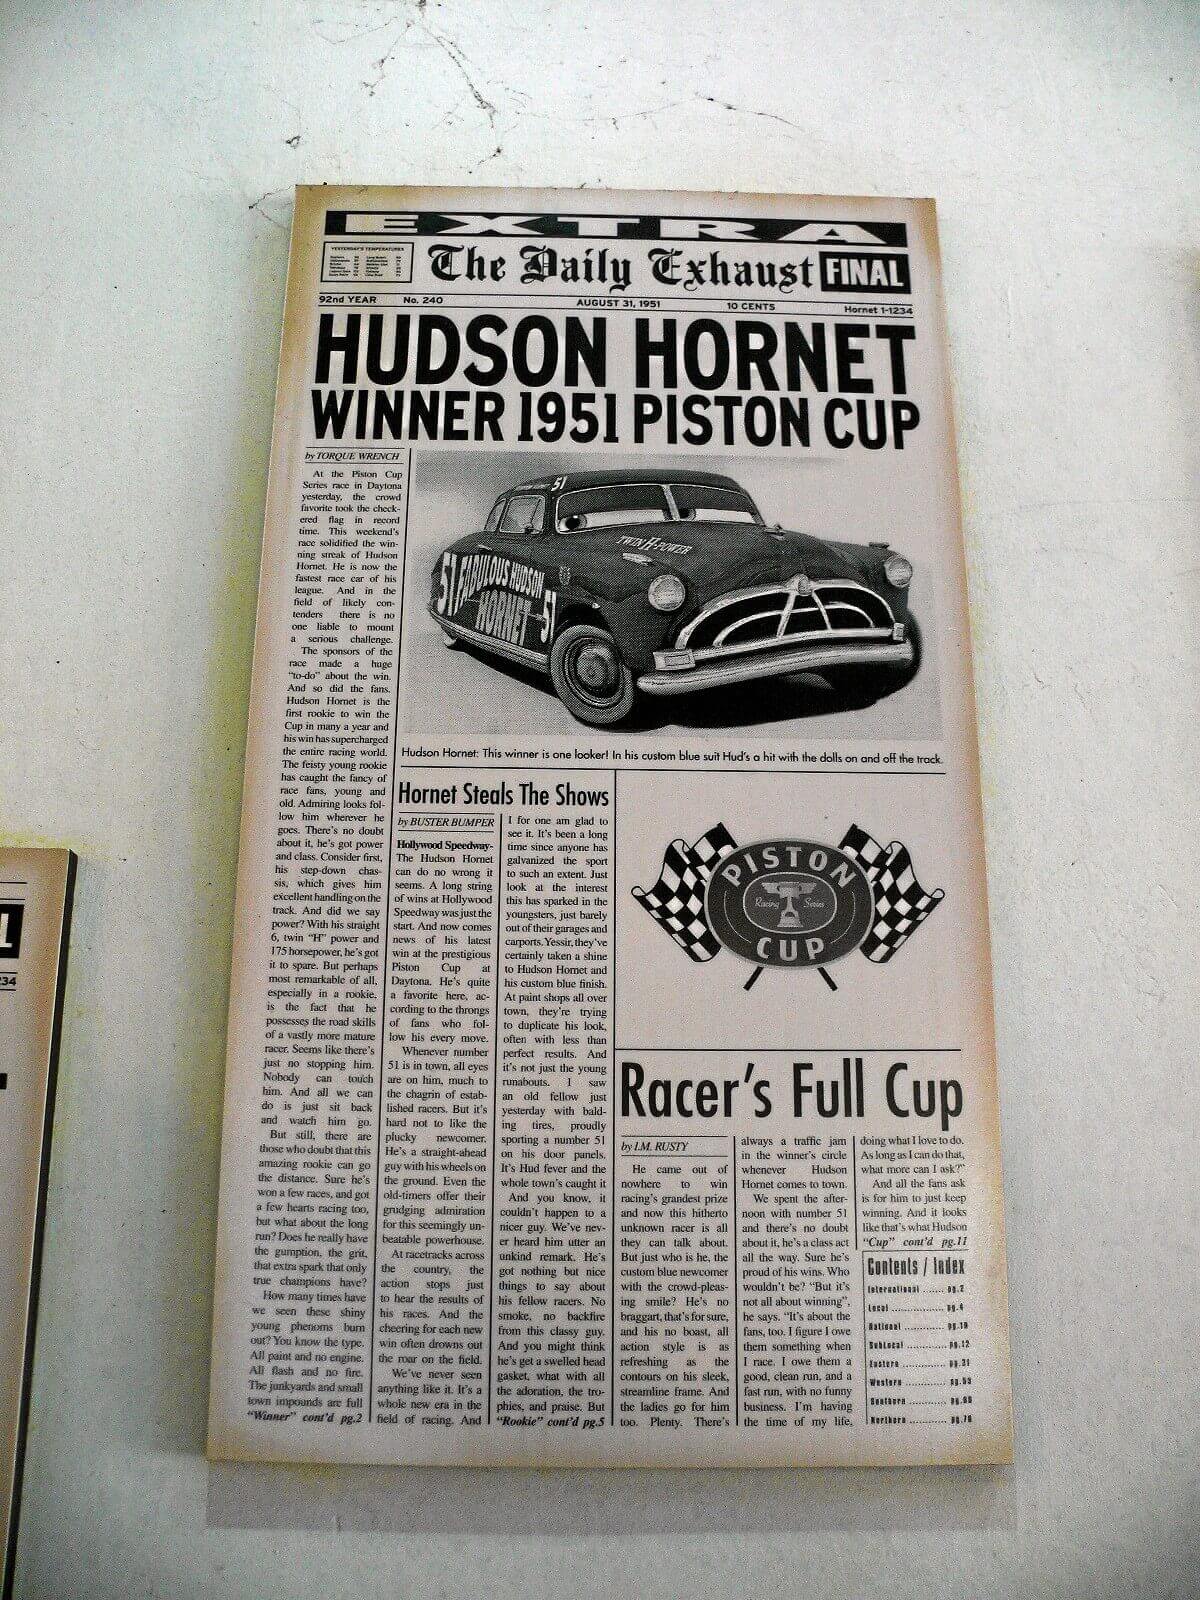 EXTRA
YESTERDAY'S TEMPERATURES
The Daily Exhaust
FINAL
92nd YEAR No. 240 AUGUST 31, 1951 10 CENTS Hornet 1-1234
HUDSON HORNET
WINNER 1951 PISTON CUP
by TORQUE WRENCH
At the Piston Cup
Series race in Daytona
yesterday, the crowd
favorite took the check-
ered flag in record
time. This weekend's
race solidified the win-
ning streak of Hudson
Hornet. He is now the
fastest race car of his
league. And in the
field of likely con-
tenders there is no
one liable to mount
a serious challenge.
The sponsors of the
race made a huge
"to-do" about the win.
And so did the fans.
Hudson Hornet is the
first rookie to win the
Cup in many a year and
his win has supercharged
the entire racing world.
The feisty young rookie
has caught the fancy of
race fans, young and
old. Admiring looks fol-
low him wherever he
goes. There's no doubt
about it, he's got power
and class. Consider first,
his step-down chas-
sis, which gives him
excellent handling on the
track. And did we say
power? With his straight
6, twin "H" power and
175 horsepower, he's got
it to spare. But perhaps
most remarkable of all,
especially in a rookie,
is the fact that he
possesses the road skills
of a vastly more mature
racer. Seems like there's
just no stopping him.
Nobody can touch
him. And all we can
do is just sit back
and watch him go.
But still, there are
those who doubt that this
amazing rookie can go
the distance. Sure he's
won a few races, and got
a few hearts racing too,
but what about the long
run? Does he really have
the gumption, the grit,
that extra spark that only
true champions have?
How many times have
we seen these shiny
young phenoms burn
out? You know the type.
All paint and no engine.
All flash and no fire.
The junkyards and small
town impounds are full
"Winner" cont'd pg.2
51
TWIN H-POWER
51 FABULOUS HUDSON HORNET 51
Hudson Hornet: This winner is one looker! In his custom blue suit Hud's a hit with the dolls on and off the track.
Hornet Steals The Shows
by BUSTER BUMPER
Hollywood Speedway-
The Hudson Hornet
can do no wrong it
seems. A long string
of wins at Hollywood
Speedway was just the
start. And now comes
news of his latest
win at the prestigious
Piston Cup at
Daytona. He's quite
a favorite here, ac-
cording to the throngs
of fans who fol-
low his every move.
Whenever number
51 is in town, all eyes
are on him, much to
the chagrin of estab-
lished racers. But it's
hard not to like the
plucky newcomer.
He's a straight-ahead
guy with his wheels on
the ground. Even the
old-timers offer their
grudging admiration
for this seemingly un-
beatable powerhouse.
At racetracks across
the country, the
action stops just
to hear the results of
his races. And the
cheering for each new
win often drowns out
the roar on the field.
We've never seen
anything like it. It's a
whole new era in the
field of racing. And
I for one am glad to
see it. It's been a long
time since anyone has
galvanized the sport
to such an extent. Just
look at the interest
this has sparked in the
youngsters, just barely
out of their garages and
carports. Yessir, they've
certainly taken a shine
to Hudson Hornet and
his custom blue finish.
At paint shops all over
town, they're trying
to duplicate his look,
often with less than
perfect results. And
it's not just the young
runabouts. I saw
an old fellow just
yesterday with bald-
ing tires, proudly
sporting a number 51
on his door panels.
It's Hud fever and the
whole town's caught it
And you know, it
couldn't happen to a
nicer guy. We've nev-
er heard him utter an
unkind remark. He's
got nothing but nice
things to say about
his fellow racers. No
smoke, no backfire
from this classy guy.
And you might think
he's get a swelled head
gasket, what with all
the adoration, the tro-
phies, and praise. But
"Rookie" cont'd pg.5
PISTON
Racing Series
CUP
Racer's Full Cup
by I.M. RUSTY
He came out of
nowhere to win
racing's grandest prize
and now this hitherto
unknown racer is all
they can talk about.
But just who is he, the
custom blue newcomer
with the crowd-pleas-
ing smile? He's no
braggart, that's for sure,
and his no boast, all
action style is as
refreshing as the
contours on his sleek,
streamline frame. And
the ladies go for him
too. Plenty. There's
always a traffic jam
in the winner's circle
whenever Hudson
Hornet comes to town.
We spent the after-
noon with number 51
and there's no doubt
about it, he's a class act
all the way. Sure he's
proud of his wins. Who
wouldn't be? "But it's
not all about winning",
he says. "It's about the
fans, too. I figure I owe
them something when
I race. I owe them a
good, clean run, and a
fast run, with no funny
business. I'm having
the time of my life,
doing what I love to do.
As long as I can do that,
what more can I ask?"
And all the fans ask
is for him to just keep
winning. And it looks
like that's what Hudson
"Cup" cont'd pg.11
Contents / Index
International ....... pg.2
Local ............... pg.4
National ............ pg.10
SubLocal ............ pg.12
Eastern ............. pg.31
Western ............. pg.53
Southern ............ pg.66
Northern ............ pg.78
234